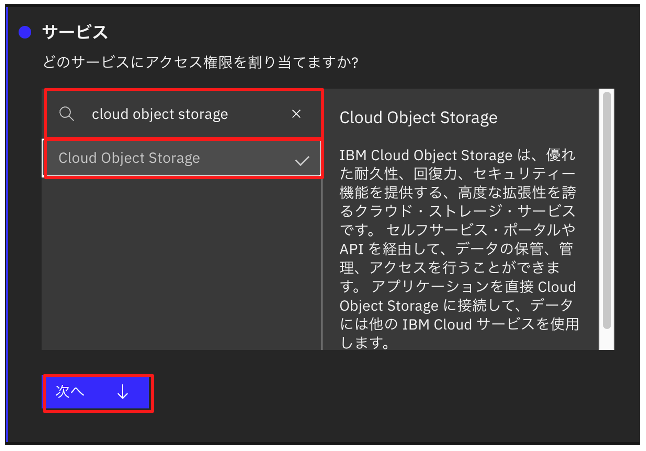 サービス
どのサービスにアクセス権限を割り当てますか?
cloud object storage
Cloud Object Storage
Cloud Object Storage
IBM Cloud Object Storage は、優れ
た耐久性、回復力、セキュリティー
機能を提供する、高度な拡張性を誇
るクラウド・ストレージ・サービス
です。 セルフサービス・ポータルや
API を経由して、データの保管、管
理、アクセスを行うことができま
す。 アプリケーションを直接 Cloud
Object Storage に接続して、データ
には他の IBM Cloud サービスを使用
します。
次へ